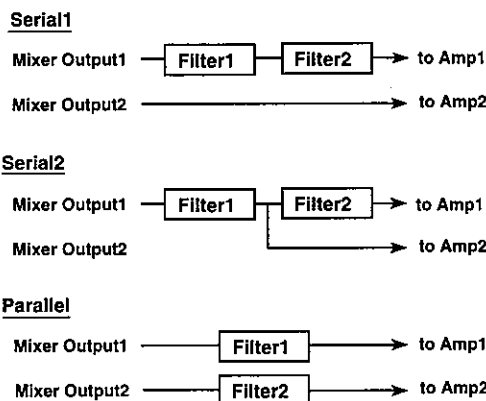 Serial1
Mixer Output1 Filter1 Filter2 to Amp1
Mixer Output2 to Amp2
Serial2
Mixer Output1 Filter1 Filter2 to Amp1
Mixer Output2 to Amp2
Parallel
Mixer Output1 Filter1 to Amp1
Mixer Output2 Filter2 to Amp2